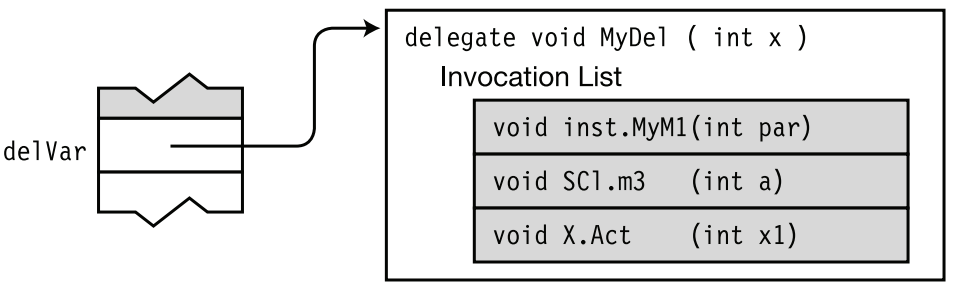 delegate void MyDel ( int x )
Invocation List
delVar
void inst.MyM1(int par)
void SCl.m3 (int a)
void X.Act (int x1)